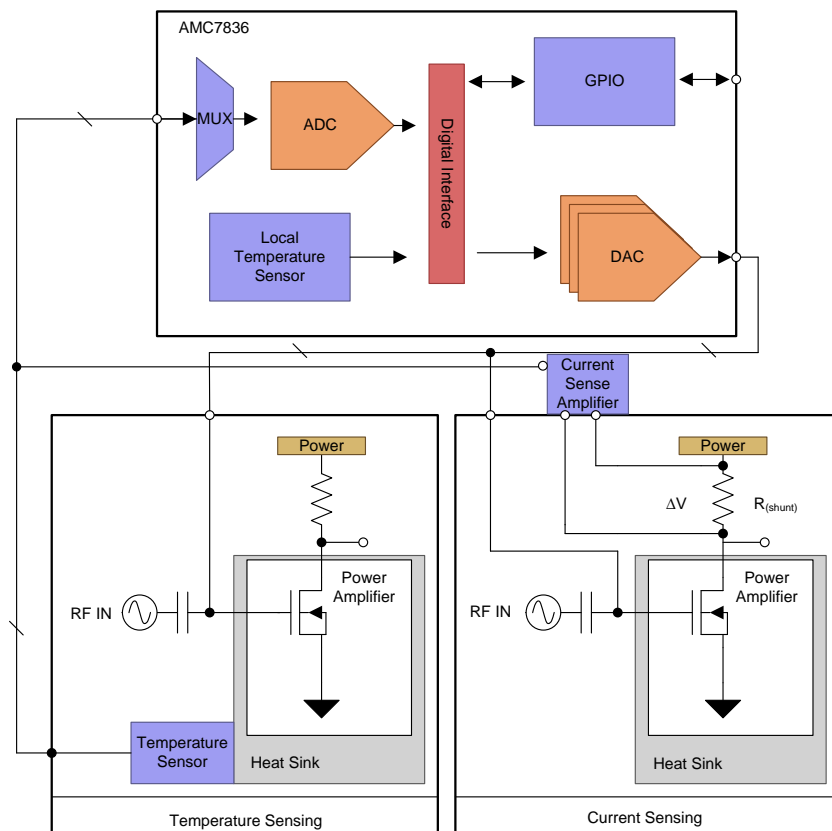 AMC7836
MUX
ADC
Digital Interface
GPIO
Local
Temperature
Sensor
DAC
Current
Sense
Amplifier
Power
Power
ΔV
R(shunt)
Power
Amplifier
Power
Amplifier
RF IN
RF IN
Temperature
Sensor
Heat Sink
Heat Sink
Temperature Sensing
Current Sensing